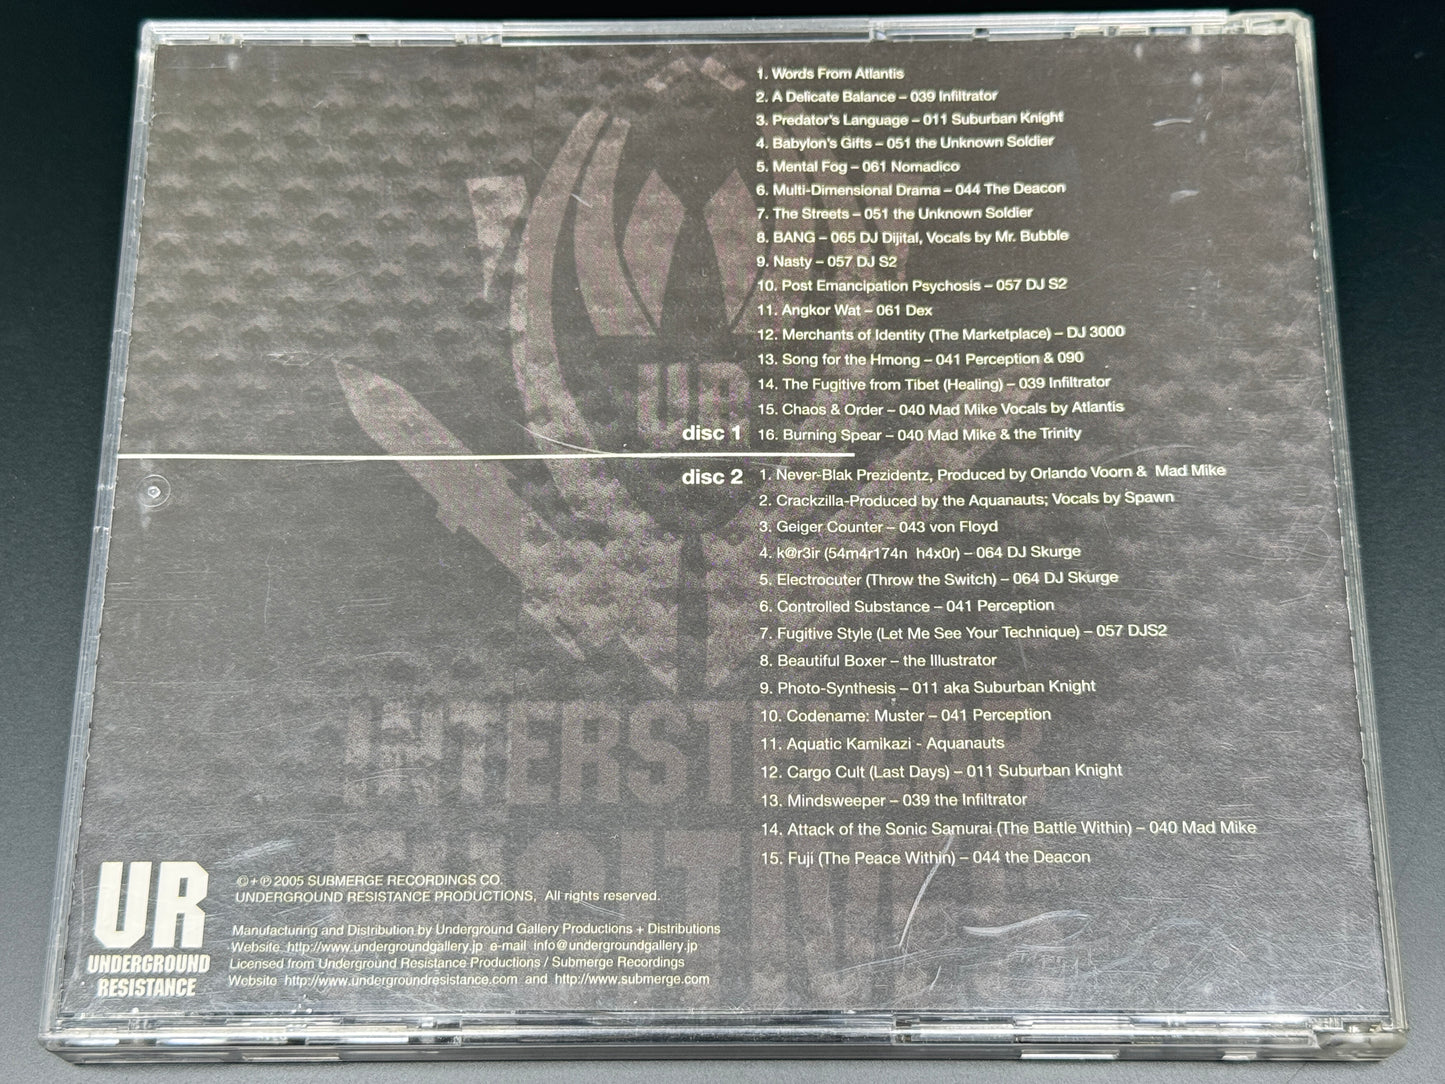 1. Words From Atlantis
2. A Delicate Balance – 039 Infiltrator
3. Predator's Language – 011 Suburban Knight
4. Babylon's Gifts – 051 the Unknown Soldier
5. Mental Fog – 061 Nomadico
6. Multi-Dimensional Drama – 044 The Deacon
7. The Streets – 051 the Unknown Soldier
8. BANG – 065 DJ Dijital, Vocals by Mr. Bubble
9. Nasty – 057 DJ S2
10. Post Emancipation Psychosis – 057 DJ S2
11. Angkor Wat – 061 Dex
12. Merchants of Identity (The Marketplace) – DJ 3000
13. Song for the Hmong – 041 Perception & 090
14. The Fugitive from Tibet (Healing) – 039 Infiltrator
15. Chaos & Order – 040 Mad Mike Vocals by Atlantis
disc 1 16. Burning Spear – 040 Mad Mike & the Trinity
disc 2 1. Never-Blak Prezidentz, Produced by Orlando Voorn & Mad Mike
2. Crackzilla-Produced by the Aquanauts; Vocals by Spawn
3. Geiger Counter – 043 von Floyd
4. k@r3ir (54m4r174n h4x0r) – 064 DJ Skurge
5. Electrocuter (Throw the Switch) – 064 DJ Skurge
6. Controlled Substance – 041 Perception
7. Fugitive Style (Let Me See Your Technique) – 057 DJS2
8. Beautiful Boxer – the Illustrator
9. Photo-Synthesis – 011 aka Suburban Knight
10. Codename: Muster – 041 Perception
11. Aquatic Kamikazi - Aquanauts
12. Cargo Cult (Last Days) – 011 Suburban Knight
13. Mindsweeper – 039 the Infiltrator
14. Attack of the Sonic Samurai (The Battle Within) – 040 Mad Mike
15. Fuji (The Peace Within) – 044 the Deacon
UR
INTERSTELLAR
UR
UNDERGROUND
RESISTANCE
©+℗ 2005 SUBMERGE RECORDINGS CO.
UNDERGROUND RESISTANCE PRODUCTIONS, All rights reserved.
Manufacturing and Distribution by Underground Gallery Productions + Distributions
Website http://www.undergroundgallery.jp e-mail info@undergroundgallery.jp
Licensed from Underground Resistance Productions / Submerge Recordings
Website http://www.undergroundresistance.com and http://www.submerge.com